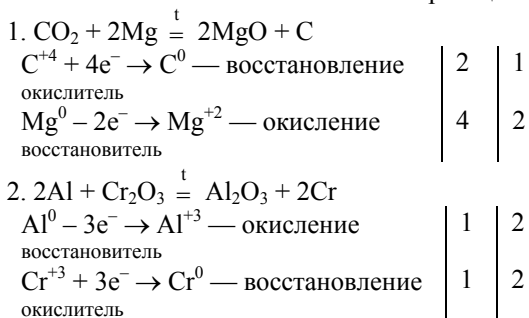 1. CO₂ + 2Mg =ᵗ 2MgO + C
C⁺⁴ + 4e⁻ → C⁰ — восстановление 2 1
окислитель
Mg⁰ – 2e⁻ → Mg⁺² — окисление 4 2
восстановитель
2. 2Al + Cr₂O₃ =ᵗ Al₂O₃ + 2Cr
Al⁰ – 3e⁻ → Al⁺³ — окисление 1 2
восстановитель
Cr⁺³ + 3e⁻ → Cr⁰ — восстановление 1 2
окислитель